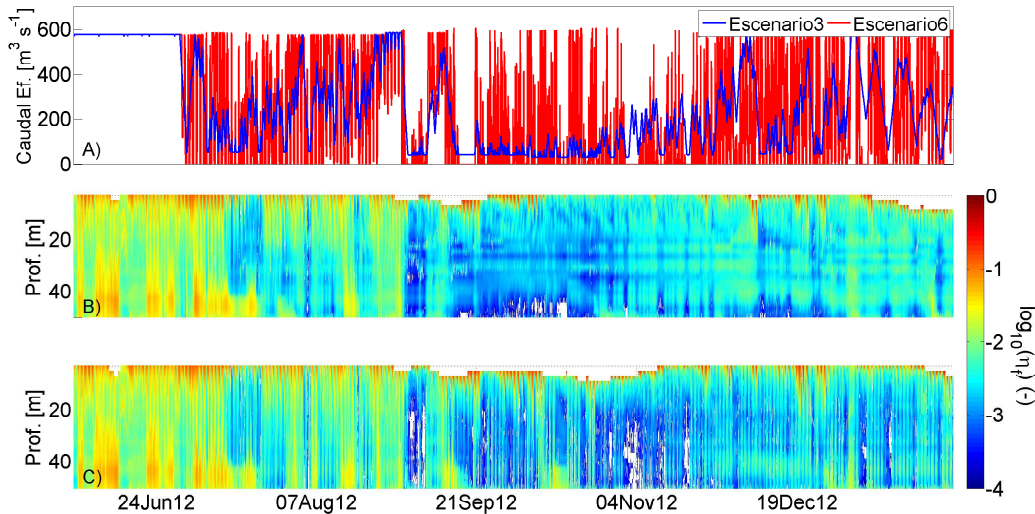 600
400
200
0
Caudal Ef. [m³ s⁻¹]
Escenario3 Escenario6
A)
Prof. [m]
20
40
B)
Prof. [m]
20
40
C)
0
-1
-2
-3
-4
log₁₀(η_f) (-)
24Jun12 07Aug12 21Sep12 04Nov12 19Dec12